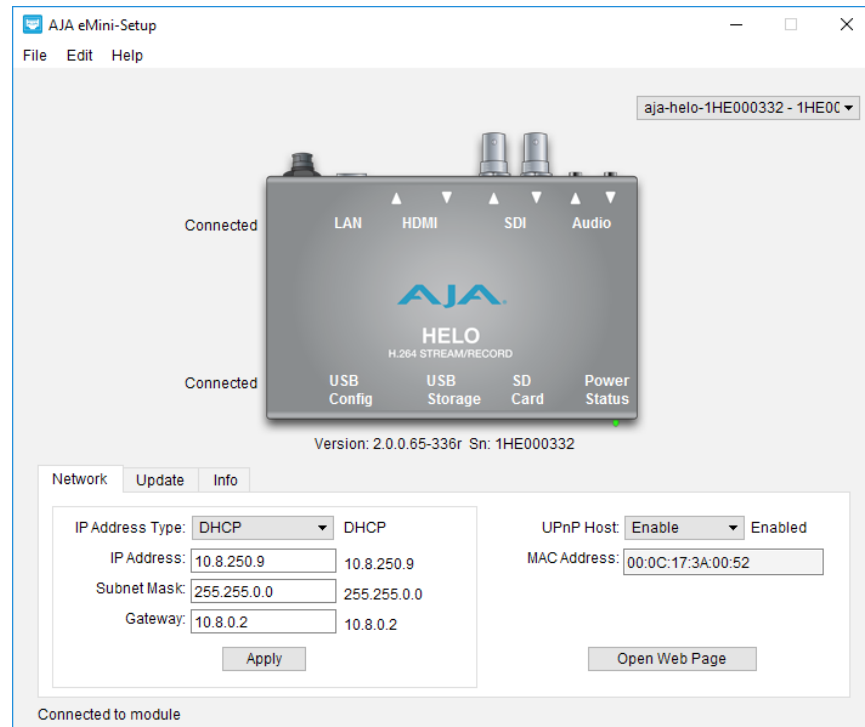 AJA eMini-Setup
File Edit Help
aja-helo-1HE000332 - 1HE0
Connected
LAN HDMI SDI Audio
AJA
HELO
H.264 STREAM/RECORD
Connected
USB Config
USB Storage
SD Card
Power Status
Version: 2.0.0.65-336r Sn: 1HE000332
Network Update Info
IP Address Type: DHCP DHCP
UPnP Host: Enable Enabled
IP Address: 10.8.250.9 10.8.250.9
MAC Address: 00:0C:17:3A:00:52
Subnet Mask: 255.255.0.0 255.255.0.0
Gateway: 10.8.0.2 10.8.0.2
Apply
Open Web Page
Connected to module